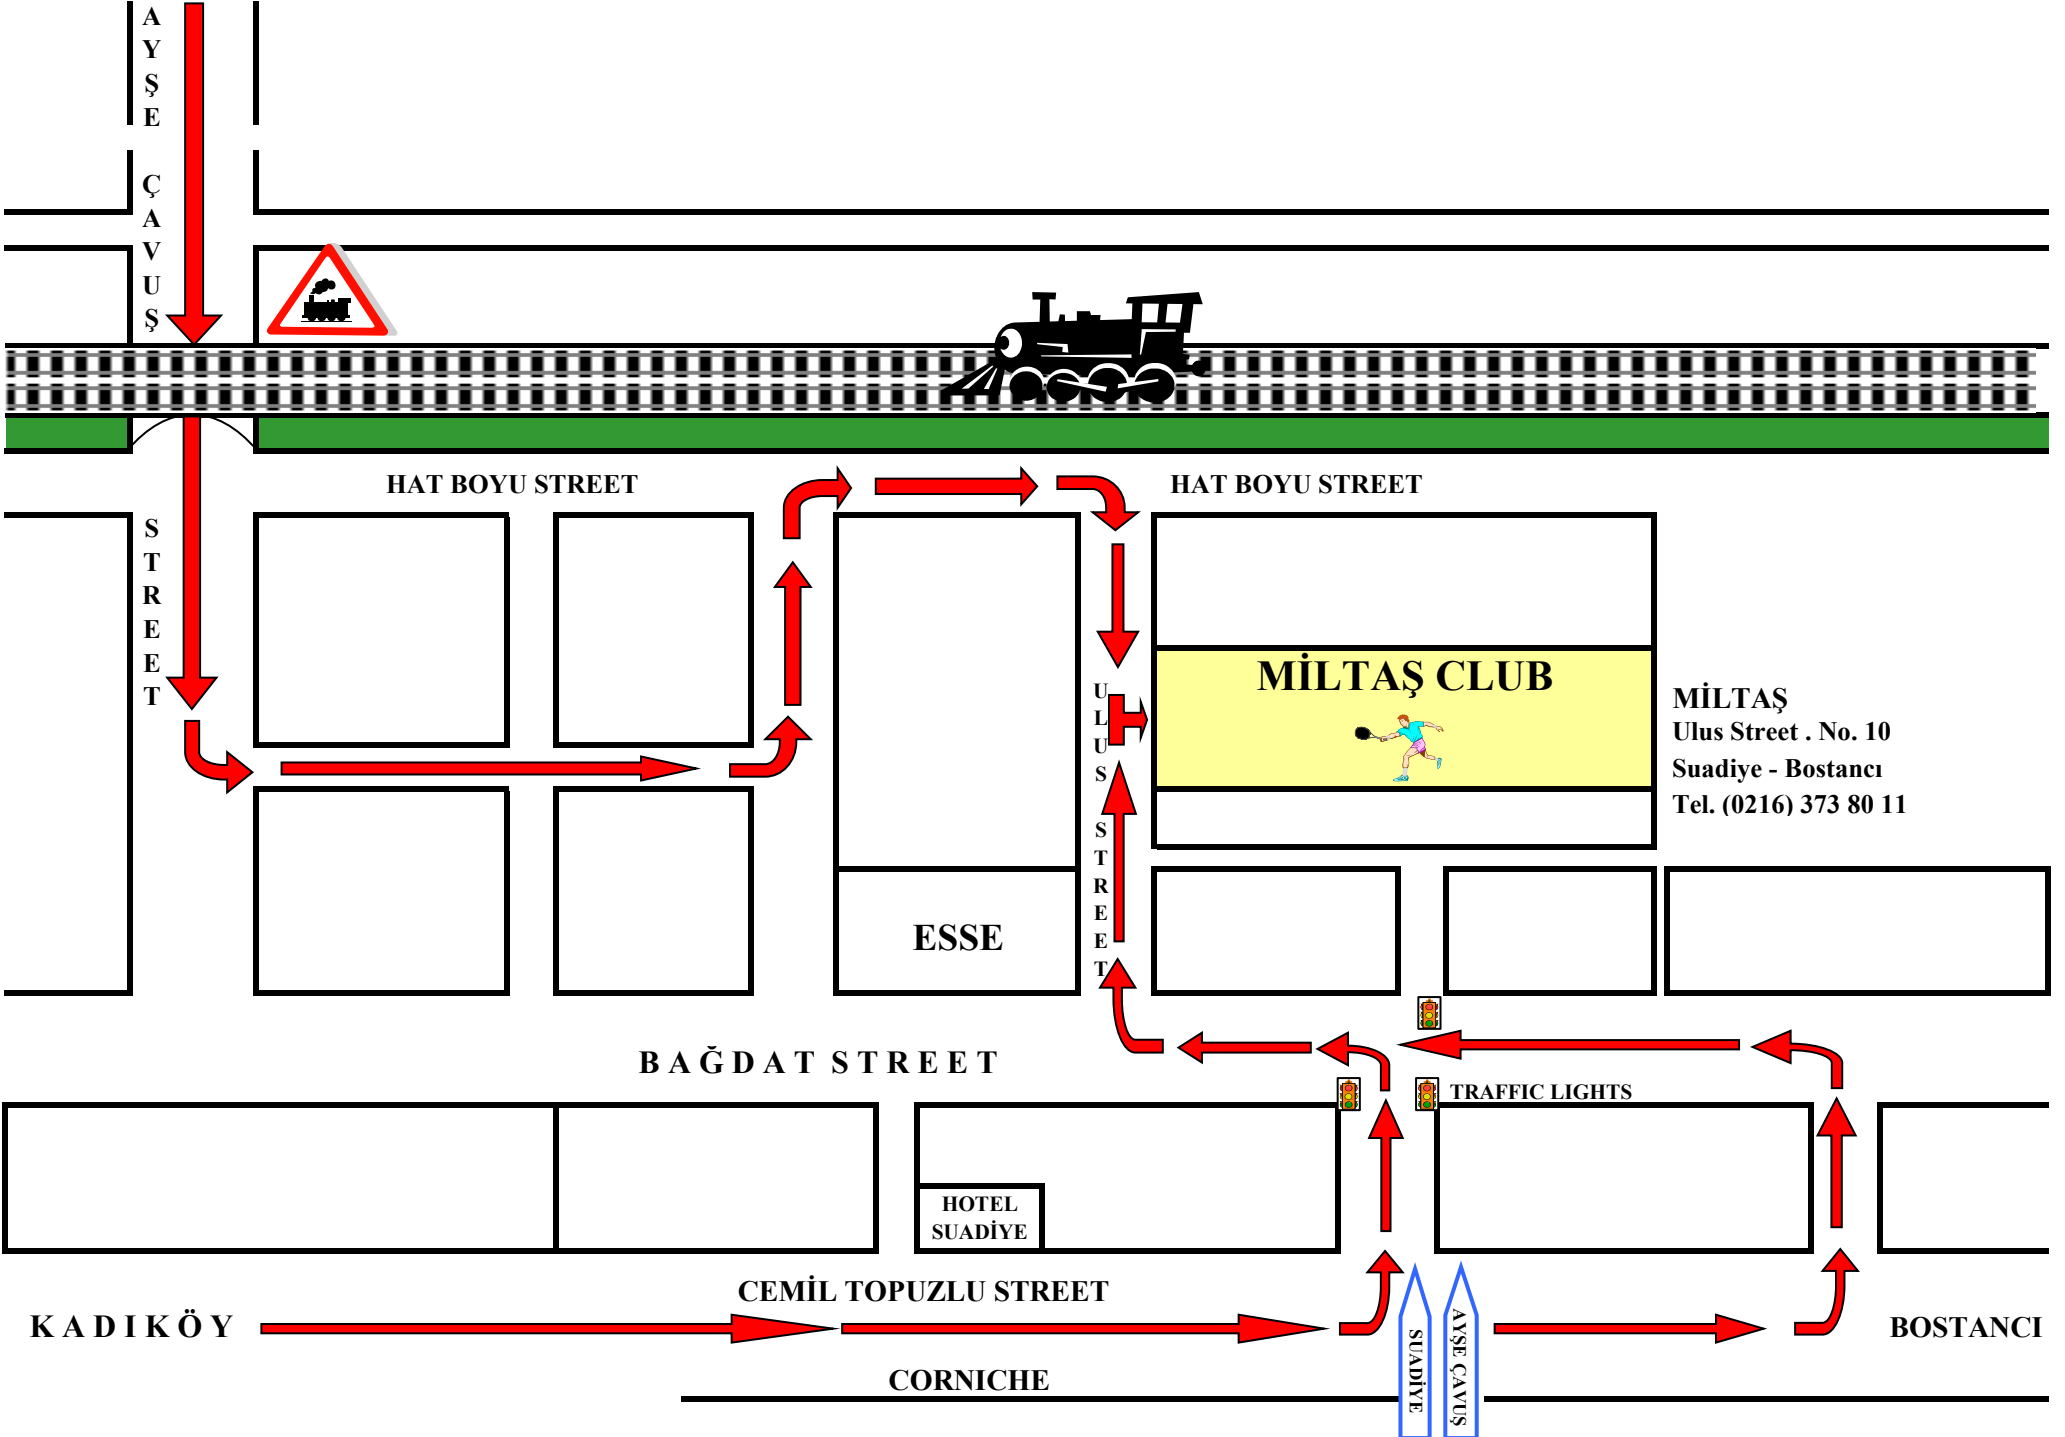 AYŞE ÇAVUŞ STREET
HAT BOYU STREET
HAT BOYU STREET
ULUS STREET
MİLTAŞ CLUB
MİLTAŞ
Ulus Street . No. 10
Suadiye - Bostancı
Tel. (0216) 373 80 11
ESSE
BAĞDAT STREET
TRAFFIC LIGHTS
HOTEL
SUADİYE
CEMİL TOPUZLU STREET
KADIKÖY
BOSTANCI
SUADİYE
AYŞE ÇAVUŞ
CORNICHE